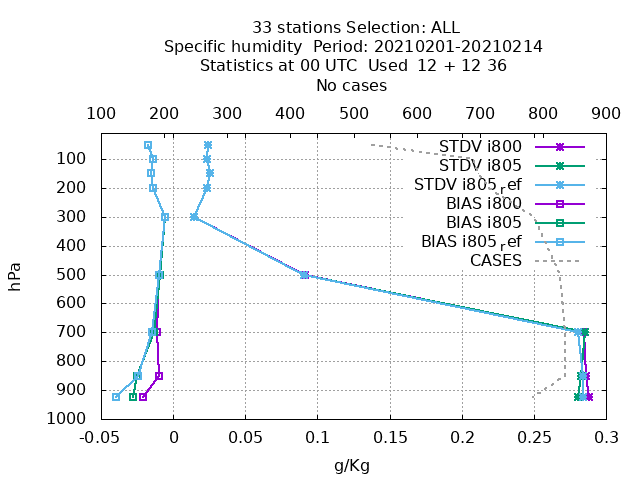 33 stations Selection: ALL
Specific humidity  Period: 20210201-20210214
Statistics at 00 UTC  Used  12 + 12 36
No cases
100 200 300 400 500 600 700 800 900
STDV i800
STDV i805
STDV i805ref
BIAS i800
BIAS i805
BIAS i805ref
CASES
100
200
300
400
500
600
700
800
900
1000
hPa
-0.05 0 0.05 0.1 0.15 0.2 0.25 0.3
g/Kg